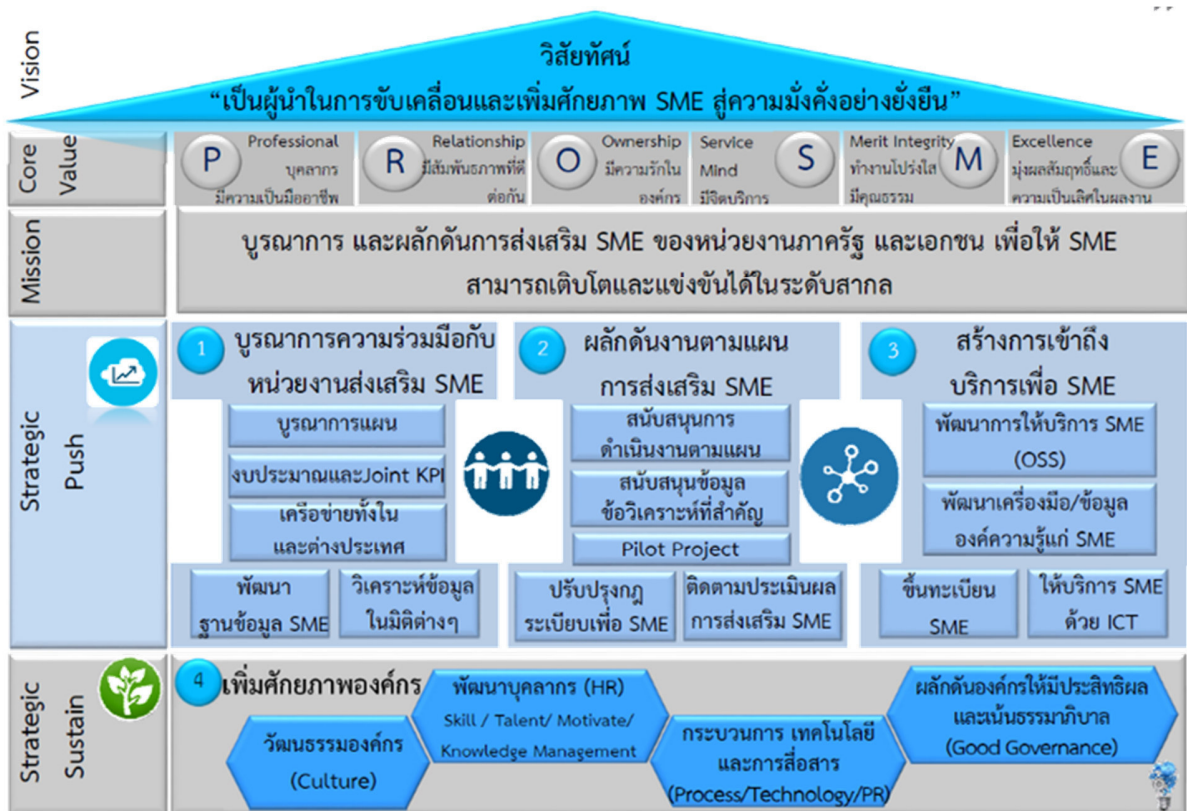 Vision
วิสัยทัศน์
“เป็นผู้นำในการขับเคลื่อนและเพิ่มศักยภาพ SME สู่ความมั่งคั่งอย่างยั่งยืน”
Core
Value
P
Professional
บุคลากร
มีความเป็นมืออาชีพ
R
Relationship
มีสัมพันธภาพที่ดี
ต่อกัน
O
Ownership
มีความรักใน
องค์กร
Service
Mind
มีจิตบริการ
S
Merit Integrity
ทำงานโปร่งใส
มีคุณธรรม
M
Excellence
มุ่งผลสัมฤทธิ์และ
ความเป็นเลิศในผลงาน
E
Mission
บูรณาการ และผลักดันการส่งเสริม SME ของหน่วยงานภาครัฐ และเอกชน เพื่อให้ SME
สามารถเติบโตและแข่งขันได้ในระดับสากล
Strategic
Push
1
บูรณาการความร่วมมือกับ
หน่วยงานส่งเสริม SME
บูรณาการแผน
งบประมาณและJoint KPI
เครือข่ายทั้งใน
และต่างประเทศ
พัฒนา
ฐานข้อมูล SME
วิเคราะห์ข้อมูล
ในมิติต่างๆ
2
ผลักดันงานตามแผน
การส่งเสริม SME
สนับสนุนการ
ดำเนินงานตามแผน
สนับสนุนข้อมูล
ข้อวิเคราะห์ที่สำคัญ
Pilot Project
ปรับปรุงกฎ
ระเบียบเพื่อ SME
ติดตามประเมินผล
การส่งเสริม SME
3
สร้างการเข้าถึง
บริการเพื่อ SME
พัฒนาการให้บริการ SME
(OSS)
พัฒนาเครื่องมือ/ข้อมูล
องค์ความรู้แก่ SME
ขึ้นทะเบียน
SME
ให้บริการ SME
ด้วย ICT
Strategic
Sustain
4
เพิ่มศักยภาพองค์กร
วัฒนธรรมองค์กร
(Culture)
พัฒนาบุคลากร (HR)
Skill / Talent/ Motivate/
Knowledge Management
กระบวนการ เทคโนโลยี
และการสื่อสาร
(Process/Technology/PR)
ผลักดันองค์กรให้มีประสิทธิผล
และเน้นธรรมาภิบาล
(Good Governance)